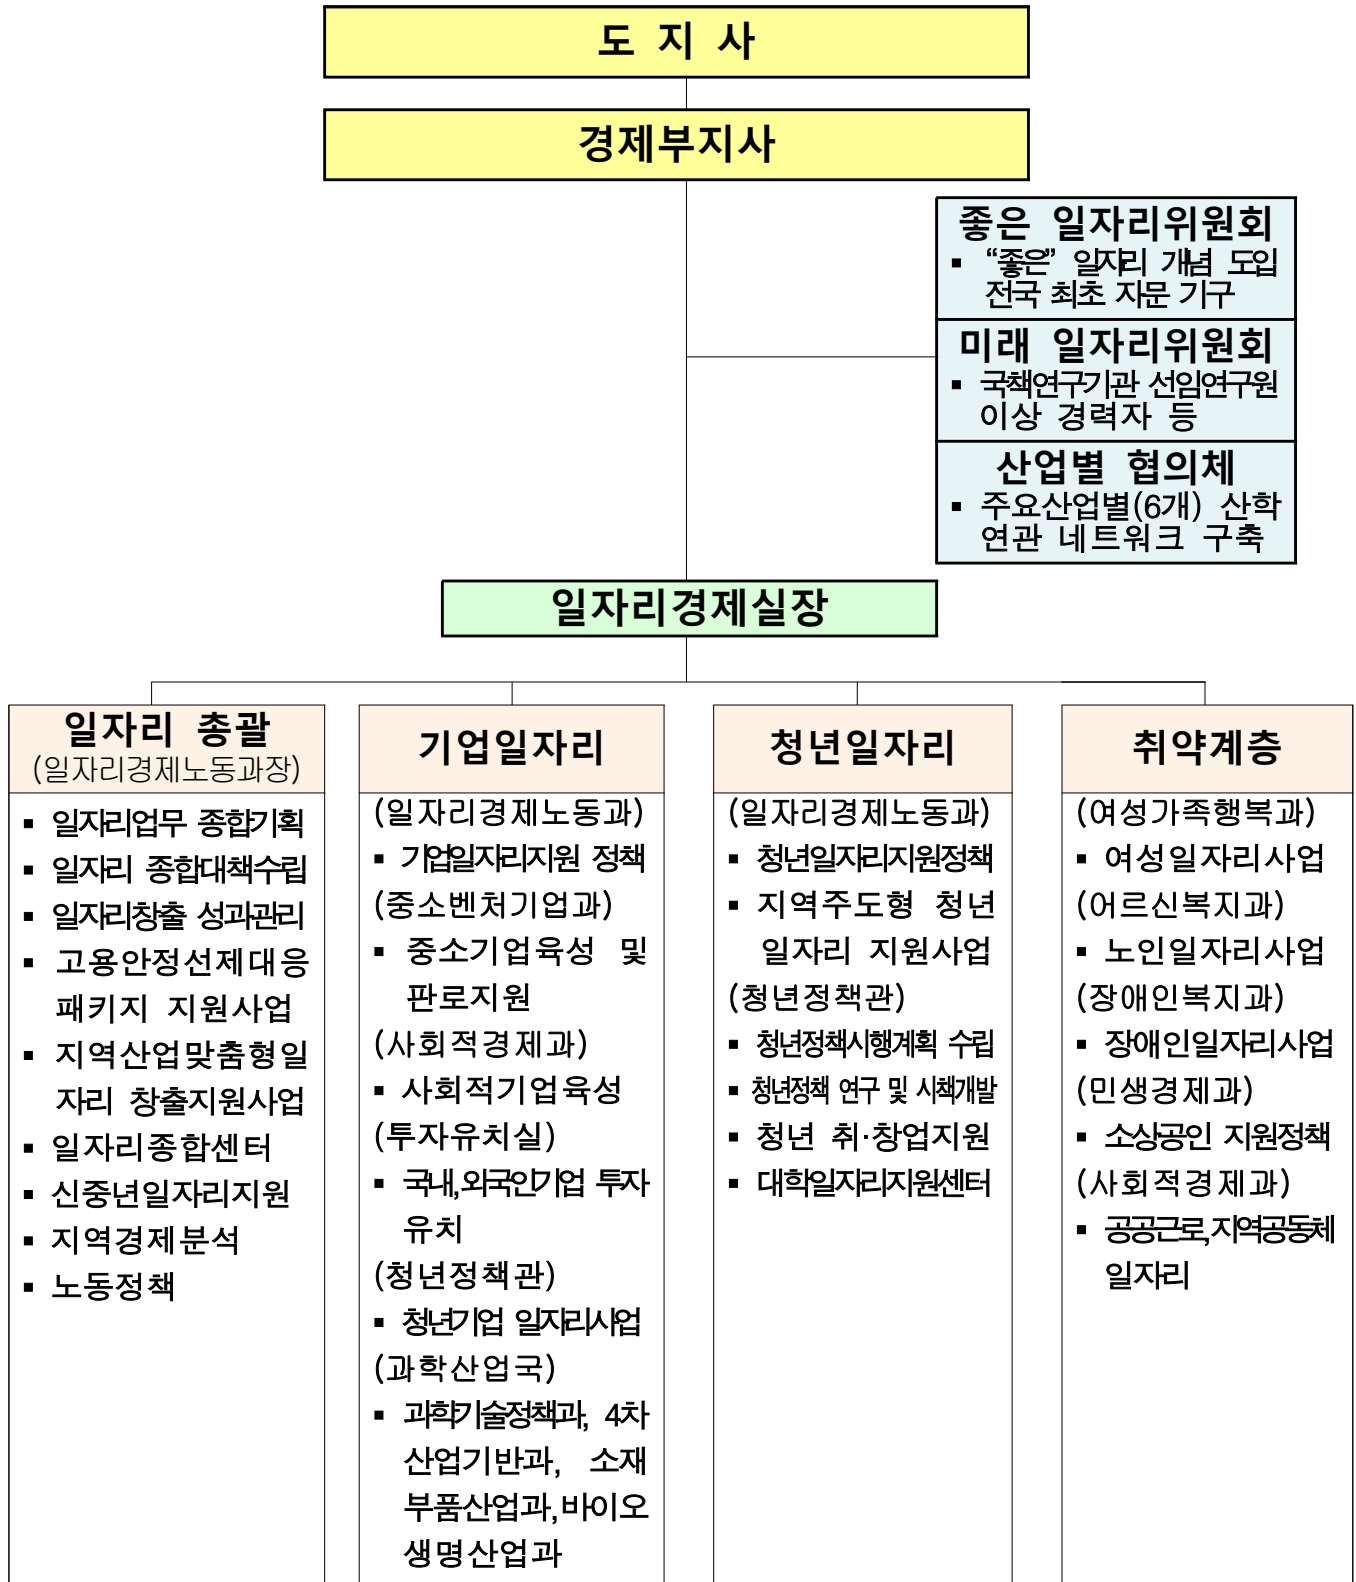 도 지 사
경제부지사
좋은 일자리위원회
▪ “좋은” 일자리 개념 도입
전국 최초 자문 기구
미래 일자리위원회
▪ 국책연구기관 선임연구원
이상 경력자 등
산업별 협의체
▪ 주요산업별(6개) 산학
연관 네트워크 구축
일자리경제실장
일자리 총괄
(일자리경제노동과장)
▪ 일자리업무 종합기획
▪ 일자리 종합대책수립
▪ 일자리창출 성과관리
▪ 고용안정선제대응
패키지 지원사업
▪ 지역산업맞춤형일
자리 창출지원사업
▪ 일자리종합센터
▪ 신중년일자리지원
▪ 지역경제분석
▪ 노동정책
기업일자리
(일자리경제노동과)
▪ 기업일자리지원 정책
(중소벤처기업과)
▪ 중소기업육성 및
판로지원
(사회적경제과)
▪ 사회적기업육성
(투자유치실)
▪ 국내,외국인기업 투자
유치
(청년정책관)
▪ 청년기업 일자리사업
(과학산업국)
▪ 과학기술정책과, 4차
산업기반과, 소재
부품산업과,바이오
생명산업과
청년일자리
(일자리경제노동과)
▪ 청년일자리지원정책
▪ 지역주도형 청년
일자리 지원사업
(청년정책관)
▪ 청년정책시행계획 수립
▪ 청년정책 연구 및 시책개발
▪ 청년 취·창업지원
▪ 대학일자리지원센터
취약계층
(여성가족행복과)
▪ 여성일자리사업
(어르신복지과)
▪ 노인일자리사업
(장애인복지과)
▪ 장애인일자리사업
(민생경제과)
▪ 소상공인 지원정책
(사회적경제과)
▪ 공공근로,지역공동체
일자리